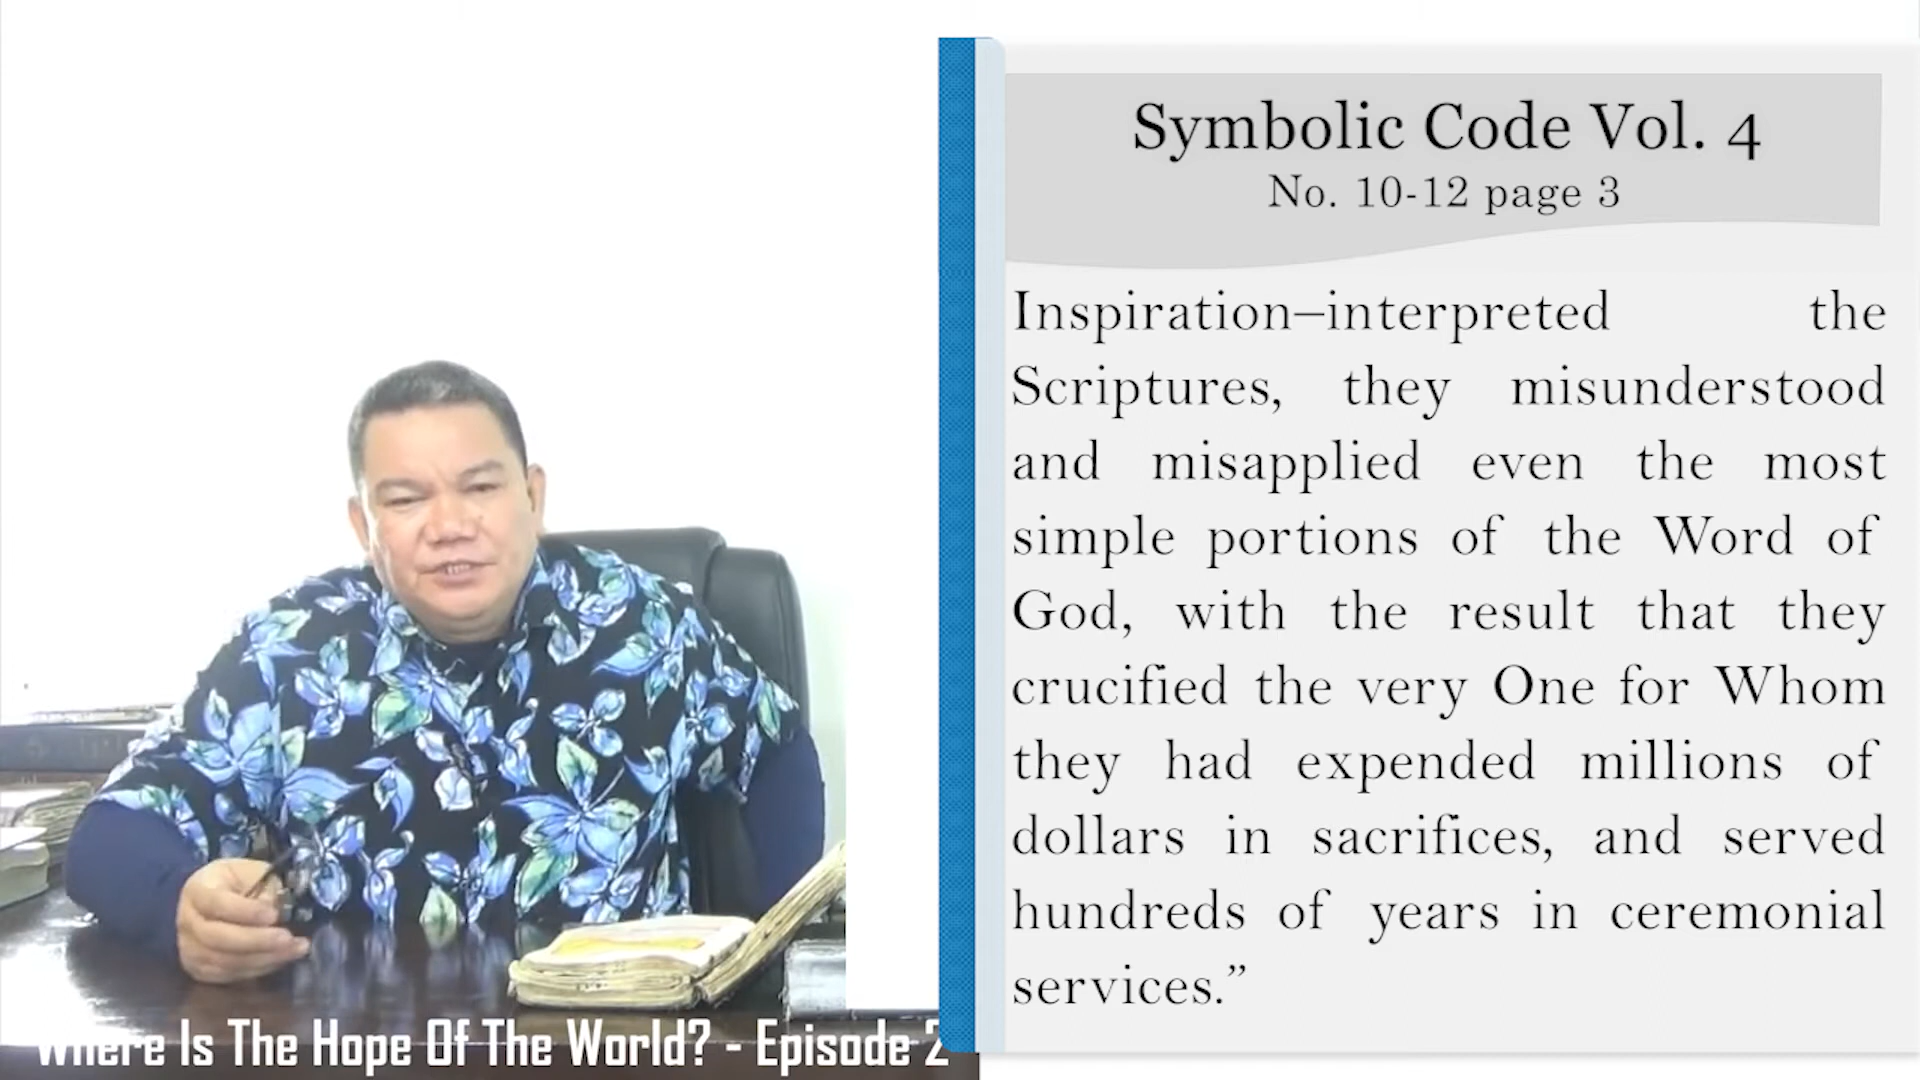 Symbolic Code Vol. 4
No. 10-12 page 3
Inspiration–interpreted the
Scriptures, they misunderstood
and misapplied even the most
simple portions of the Word of
God, with the result that they
crucified the very One for Whom
they had expended millions of
dollars in sacrifices, and served
hundreds of years in ceremonial
services.”
Where Is The Hope Of The World? - Episode 2